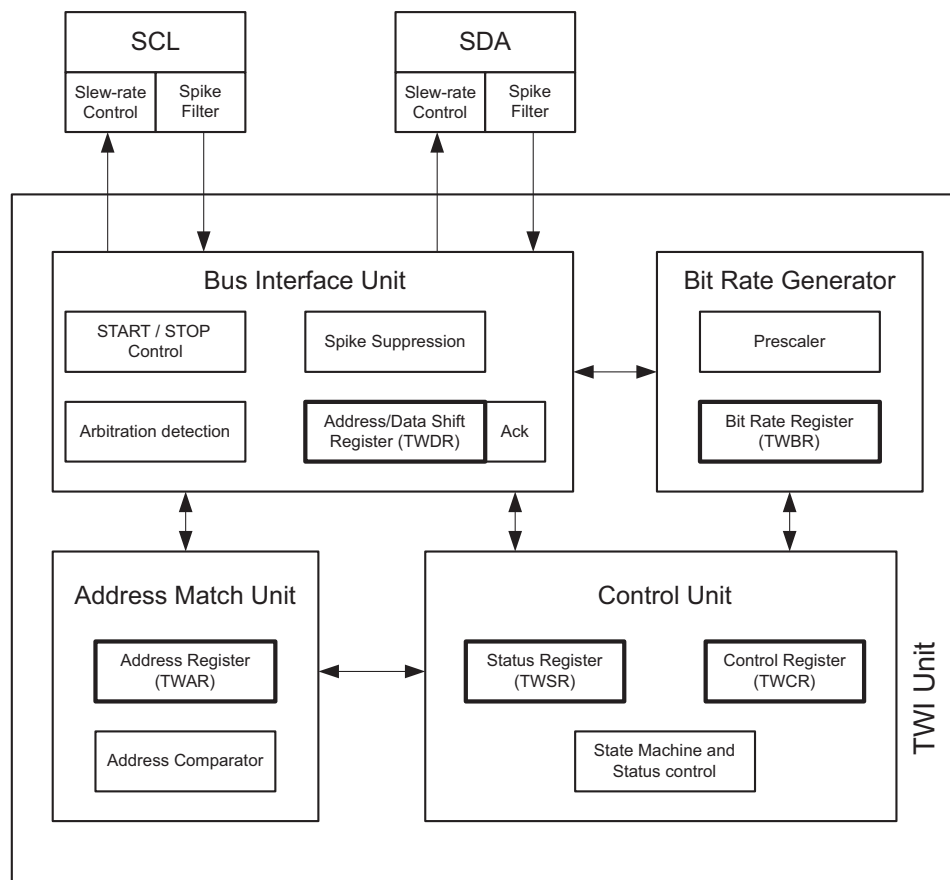 SCL
Slew-rate
Control
Spike
Filter
SDA
Slew-rate
Control
Spike
Filter
Bus Interface Unit
START / STOP
Control
Spike Suppression
Arbitration detection
Address/Data Shift
Register (TWDR)
Ack
Bit Rate Generator
Prescaler
Bit Rate Register
(TWBR)
Address Match Unit
Address Register
(TWAR)
Address Comparator
Control Unit
Status Register
(TWSR)
Control Register
(TWCR)
State Machine and
Status control
TWI Unit